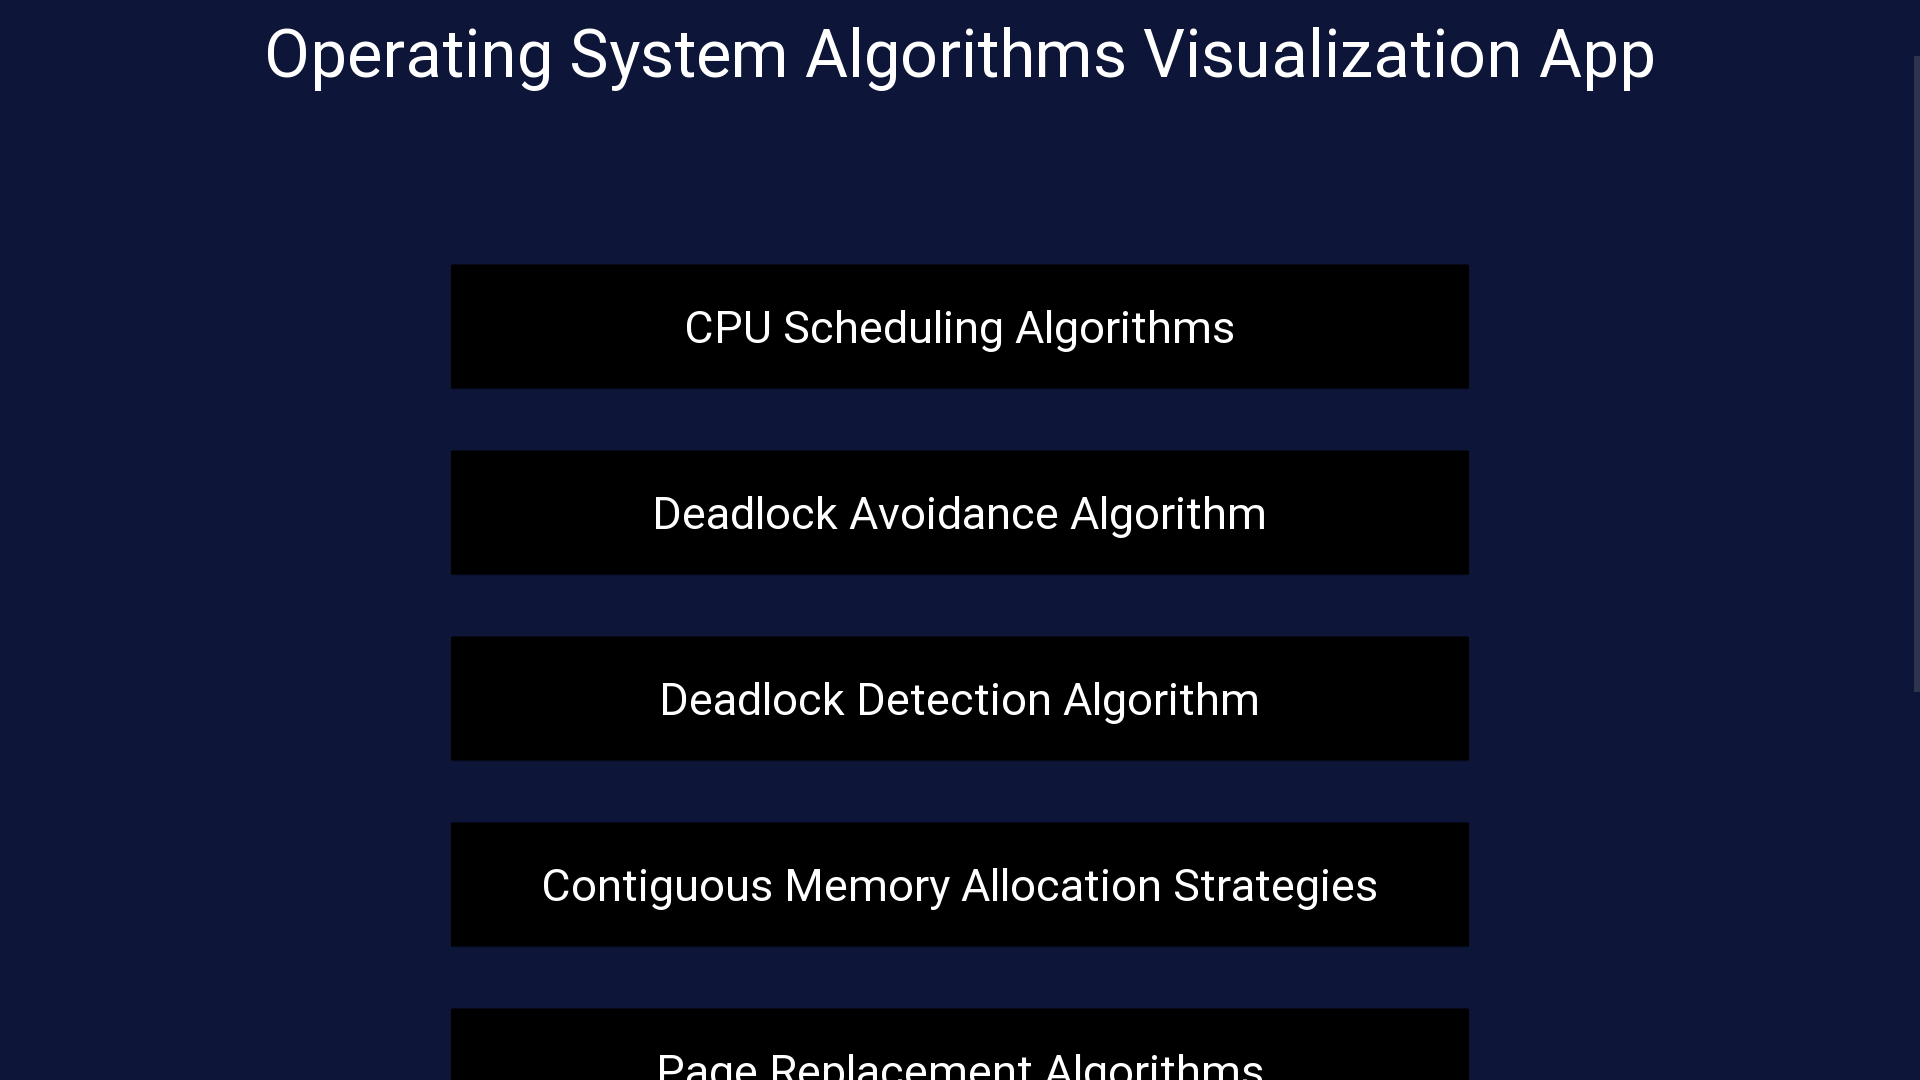 Operating System Algorithms Visualization App
CPU Scheduling Algorithms
Deadlock Avoidance Algorithm
Deadlock Detection Algorithm
Contiguous Memory Allocation Strategies
Page Replacement Algorithms